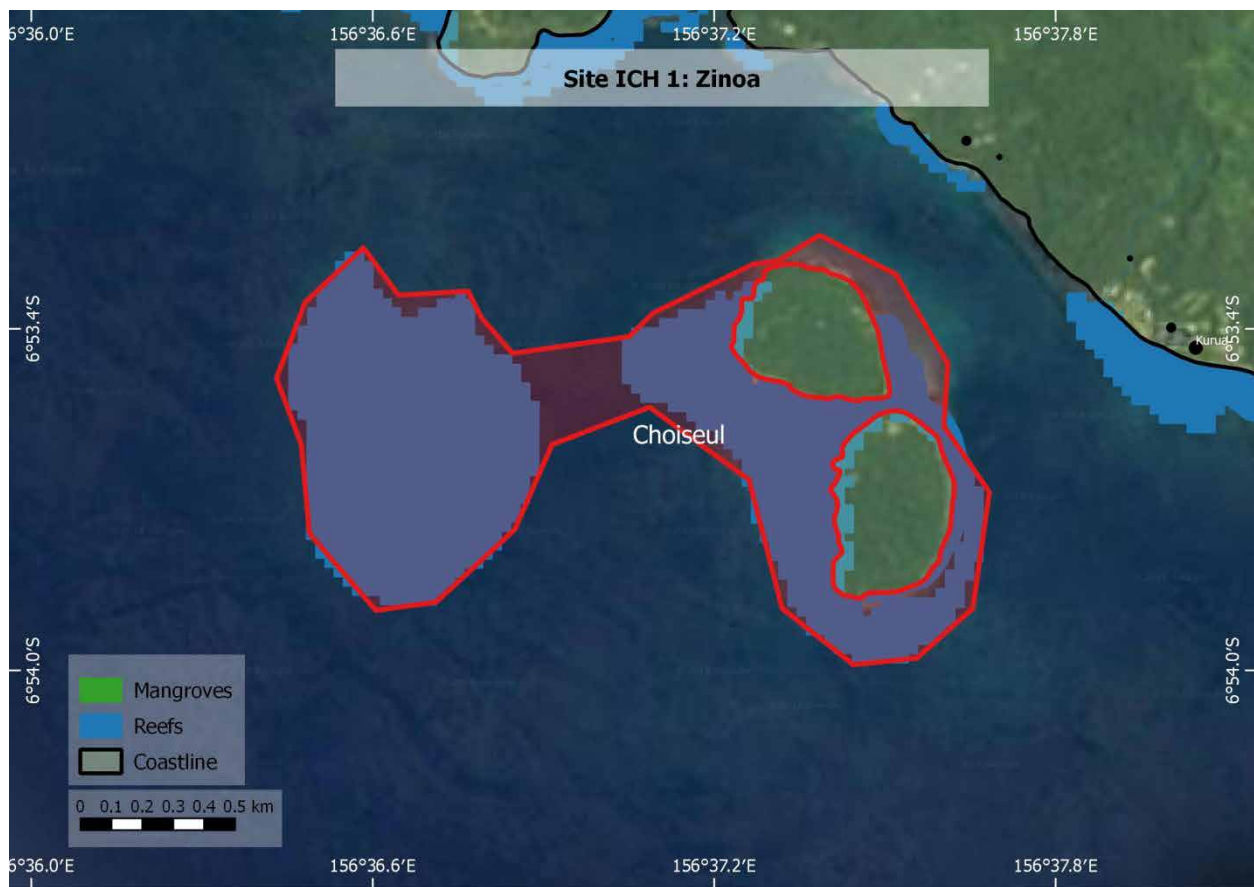 6°36.0′E
156°36.6′E
156°37.2′E
156°37.8′E
Site ICH 1: Zinoa
6°53.4′S
6°53.4′S
Kurua
Choiseul
6°54.0′S
6°54.0′S
Mangroves
Reefs
Coastline
0 0.1 0.2 0.3 0.4 0.5 km
6°36.0′E
156°36.6′E
156°37.2′E
156°37.8′E